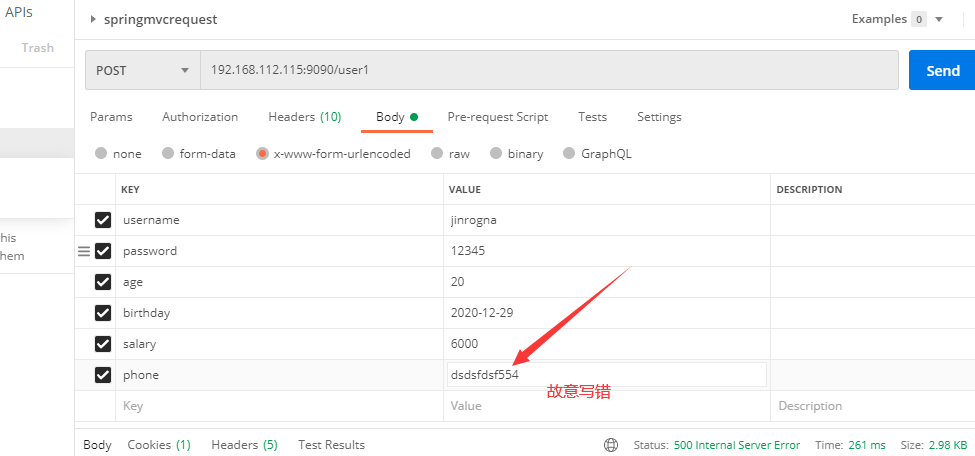 APIs
springmvcrequest
Examples 0
Trash
POST 192.168.112.115:9090/user1 Send
Params Authorization Headers (10) Body Pre-request Script Tests Settings
none form-data x-www-form-urlencoded raw binary GraphQL
KEY VALUE DESCRIPTION
username jinrogna
his
password 12345
hem
age 20
birthday 2020-12-29
salary 6000
phone dsdsfdsf554
故意写错
Key Value Description
Body Cookies (1) Headers (5) Test Results Status: 500 Internal Server Error Time: 261 ms Size: 2.98 KB